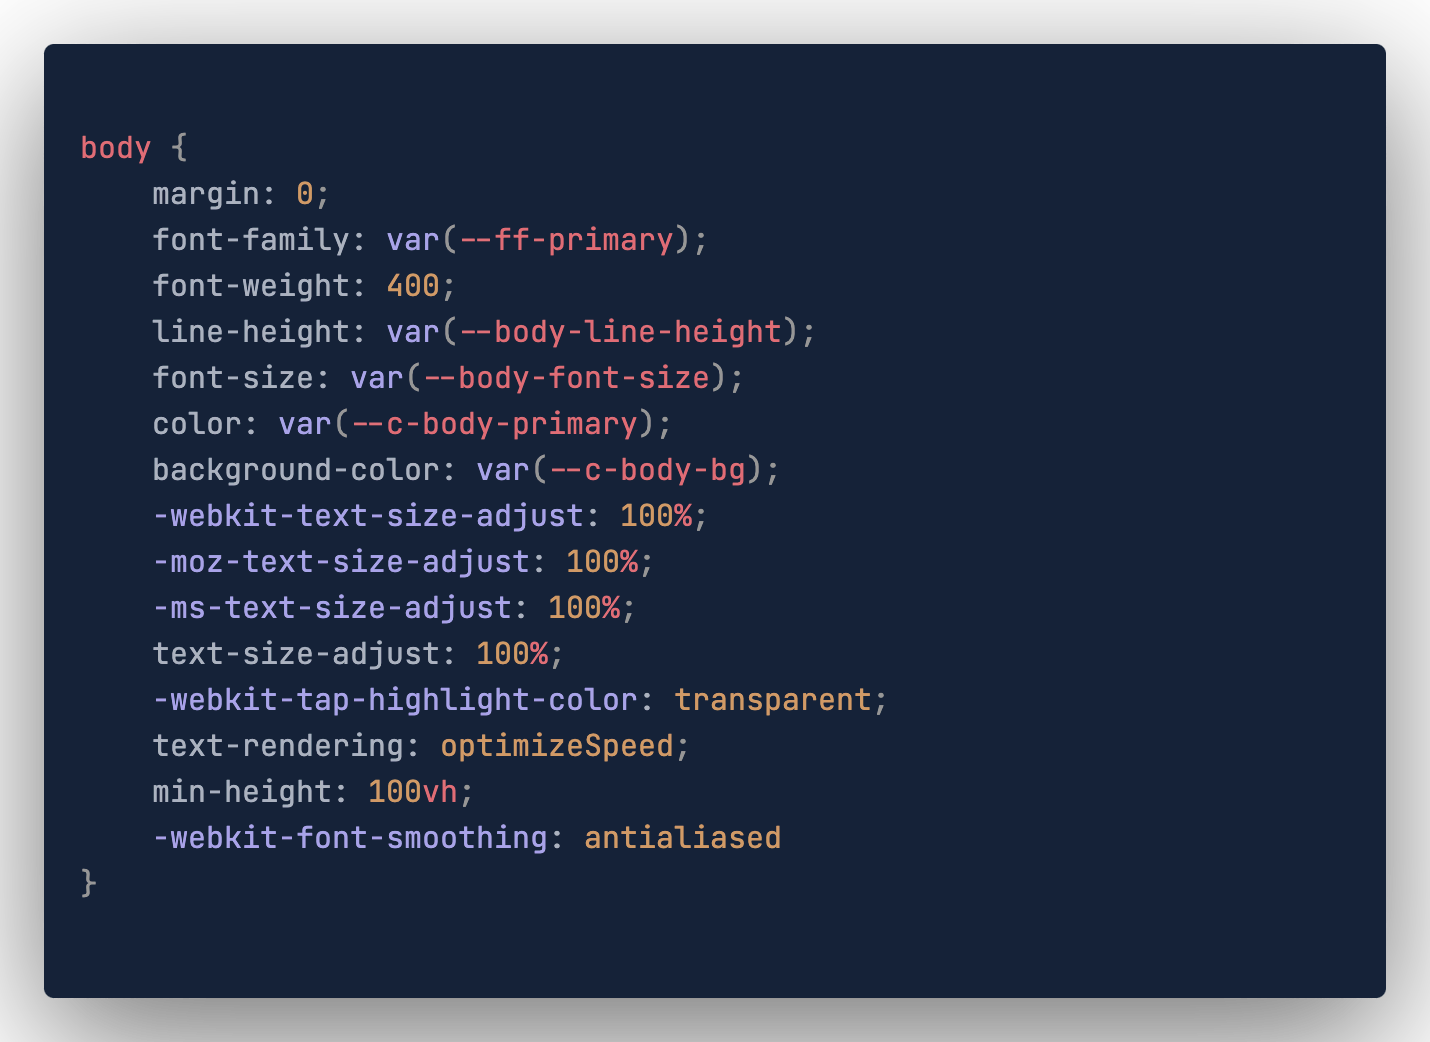 body {
    margin: 0;
    font-family: var(--ff-primary);
    font-weight: 400;
    line-height: var(--body-line-height);
    font-size: var(--body-font-size);
    color: var(--c-body-primary);
    background-color: var(--c-body-bg);
    -webkit-text-size-adjust: 100%;
    -moz-text-size-adjust: 100%;
    -ms-text-size-adjust: 100%;
    text-size-adjust: 100%;
    -webkit-tap-highlight-color: transparent;
    text-rendering: optimizeSpeed;
    min-height: 100vh;
    -webkit-font-smoothing: antialiased
}